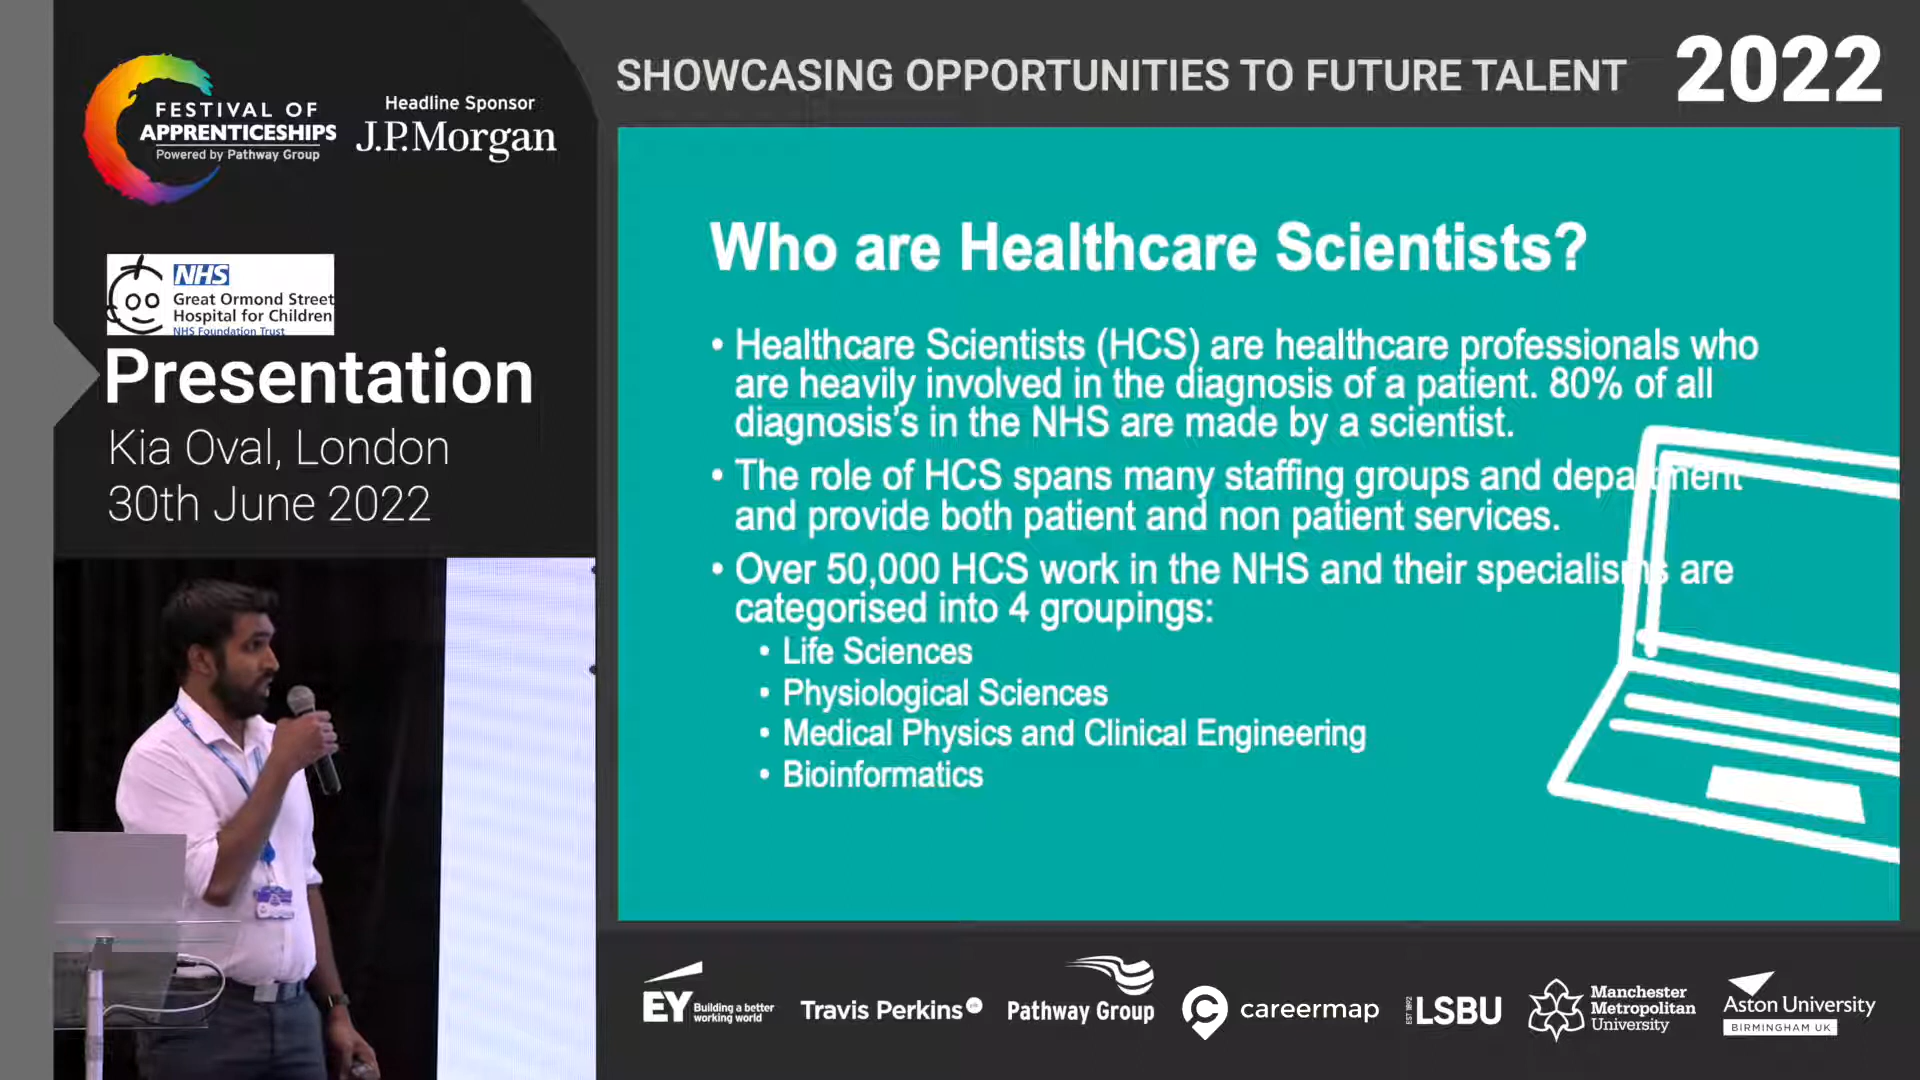 FESTIVAL OF
APPRENTICESHIPS
Powered by Pathway Group
Headline Sponsor
J.P.Morgan
SHOWCASING OPPORTUNITIES TO FUTURE TALENT 2022
NHS
Great Ormond Street
Hospital for Children
NHS Foundation Trust
Presentation
Kia Oval, London
30th June 2022
Who are Healthcare Scientists?
• Healthcare Scientists (HCS) are healthcare professionals who
are heavily involved in the diagnosis of a patient. 80% of all
diagnosis's in the NHS are made by a scientist.
• The role of HCS spans many staffing groups and department
and provide both patient and non patient services.
• Over 50,000 HCS work in the NHS and their specialisms are
categorised into 4 groupings:
• Life Sciences
• Physiological Sciences
• Medical Physics and Clinical Engineering
• Bioinformatics
EY Building a better
working world
Travis Perkins
Pathway Group
careermap
EST 1892
LSBU
Manchester
Metropolitan
University
Aston University
BIRMINGHAM UK